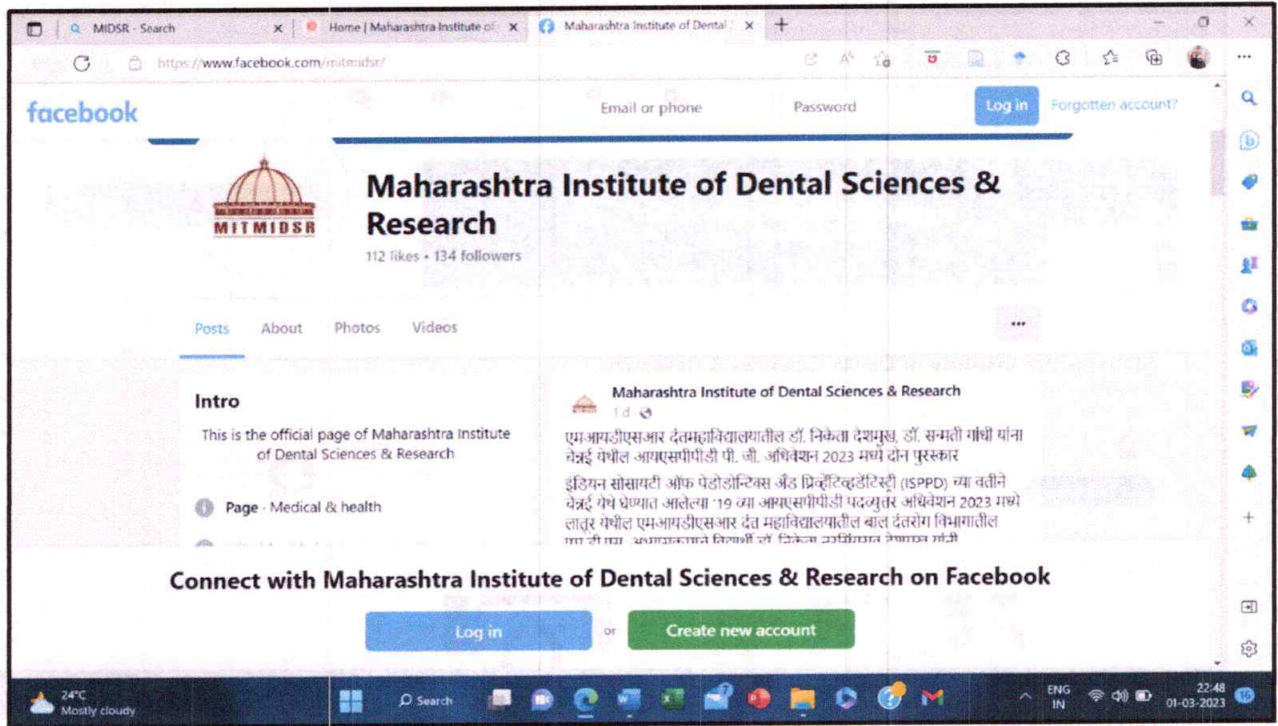 MIDSR - Search
Home | Maharashtra Institute of
Maharashtra Institute of Dental
https://www.facebook.com/mitmidsr/
facebook
Email or phone
Password
Log in
Forgotten account?
MITMIDSR
Maharashtra Institute of Dental Sciences &
Research
112 likes • 134 followers
Posts About Photos Videos
Intro
This is the official page of Maharashtra Institute
of Dental Sciences & Research
Page · Medical & health
Maharashtra Institute of Dental Sciences & Research
1 d
एमआयडीएसआर दंतमहाविद्यालयातील डॉ. निकेता देशमुख, डॉ. सन्मती गांधी यांना
चेन्नई येथील आयएसपीपीडी पी. जी. अधिवेशन 2023 मध्ये दोन पुरस्कार
इंडियन सोसायटी ऑफ पेडोडोन्टिक्स अँड प्रिव्हेंटिव्हडेंटिस्ट्री (ISPPD) च्या वतीने
चेन्नई येथे घेण्यात आलेल्या '19 व्या आयएसपीपीडी पदव्युत्तर अधिवेशन 2023 मध्ये
लातूर येथील एमआयडीएसआर दंत महाविद्यालयातील बाल दंतरोग विभागातील
Connect with Maharashtra Institute of Dental Sciences & Research on Facebook
Log in
or
Create new account
24°C
Mostly cloudy
Search
ENG
IN
22:48
01-03-2023
16